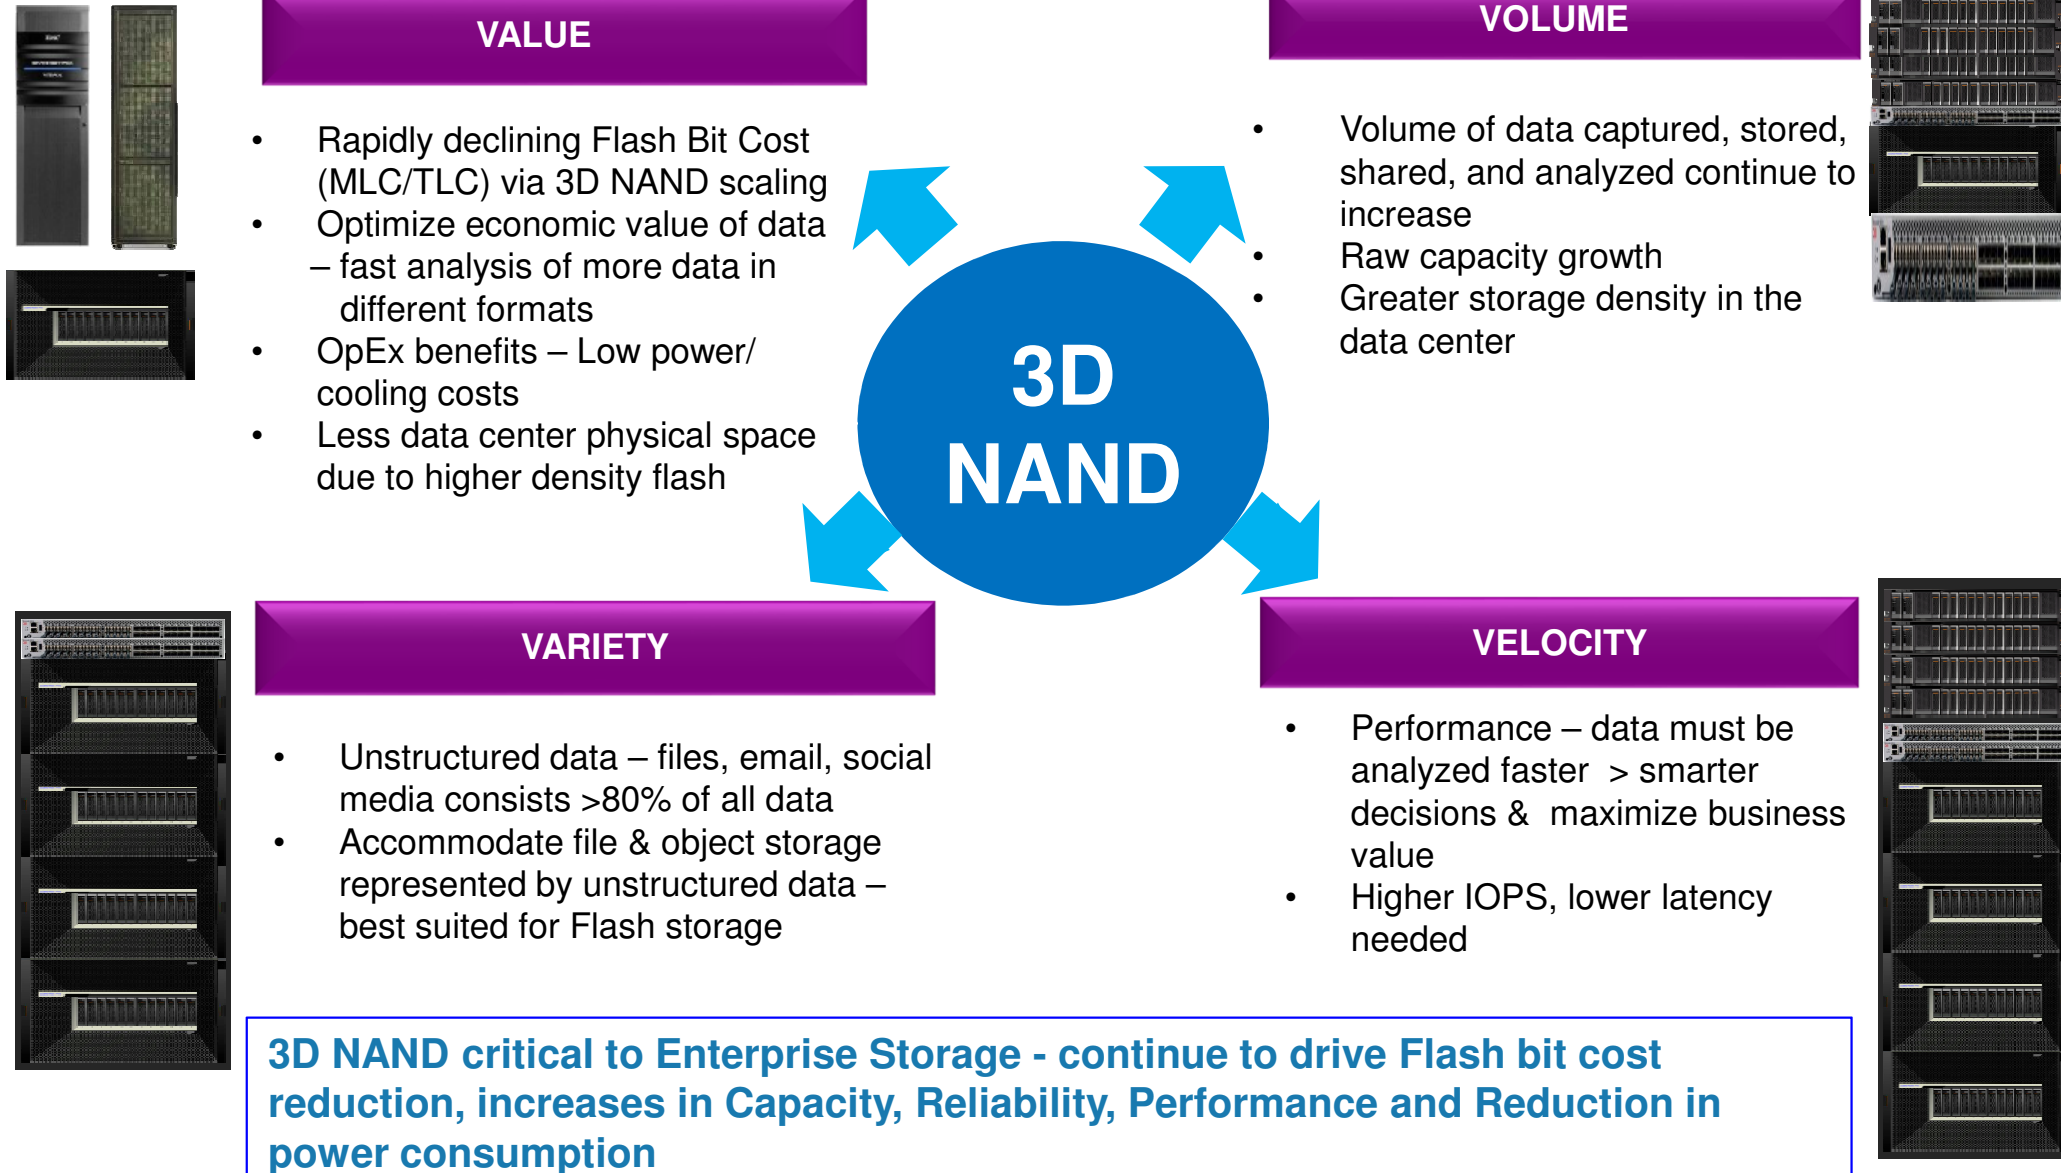 VALUE
• Rapidly declining Flash Bit Cost
(MLC/TLC) via 3D NAND scaling
• Optimize economic value of data
– fast analysis of more data in
different formats
• OpEx benefits – Low power/
cooling costs
• Less data center physical space
due to higher density flash
VOLUME
• Volume of data captured, stored,
shared, and analyzed continue to
increase
• Raw capacity growth
• Greater storage density in the
data center
3D
NAND
VARIETY
• Unstructured data – files, email, social
media consists >80% of all data
• Accommodate file & object storage
represented by unstructured data –
best suited for Flash storage
VELOCITY
• Performance – data must be
analyzed faster > smarter
decisions & maximize business
value
• Higher IOPS, lower latency
needed
3D NAND critical to Enterprise Storage - continue to drive Flash bit cost
reduction, increases in Capacity, Reliability, Performance and Reduction in
power consumption